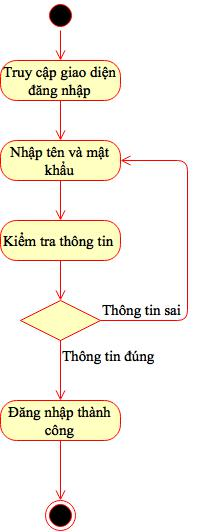 Truy cập giao diện
đăng nhập
Nhập tên và mật
khẩu
Kiểm tra thông tin
Thông tin sai
Thông tin đúng
Đăng nhập thành
công